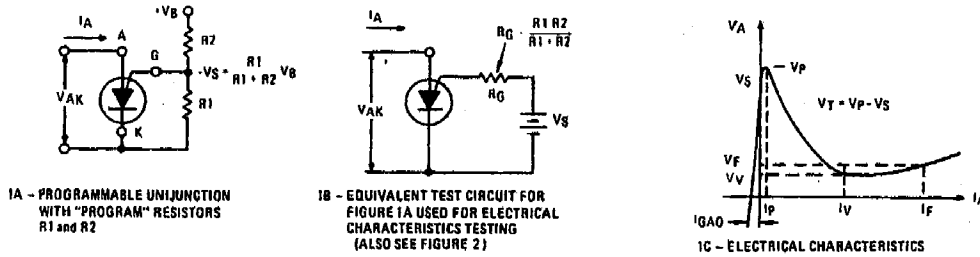 IA
A
+VB
R2
G
+VS = R1 / R1 + R2 VB
VAK
R1
K
1A – PROGRAMMABLE UNIJUNCTION
WITH "PROGRAM" RESISTORS
R1 and R2
IA
RG = R1 R2 / R1 + R2
RG
VAK
VS
1B – EQUIVALENT TEST CIRCUIT FOR
FIGURE 1A USED FOR ELECTRICAL
CHARACTERISTICS TESTING
(ALSO SEE FIGURE 2)
VA
VP
VS
VT = VP - VS
VF
VV
IA
IGAO
IP
IV
IF
1C – ELECTRICAL CHARACTERISTICS